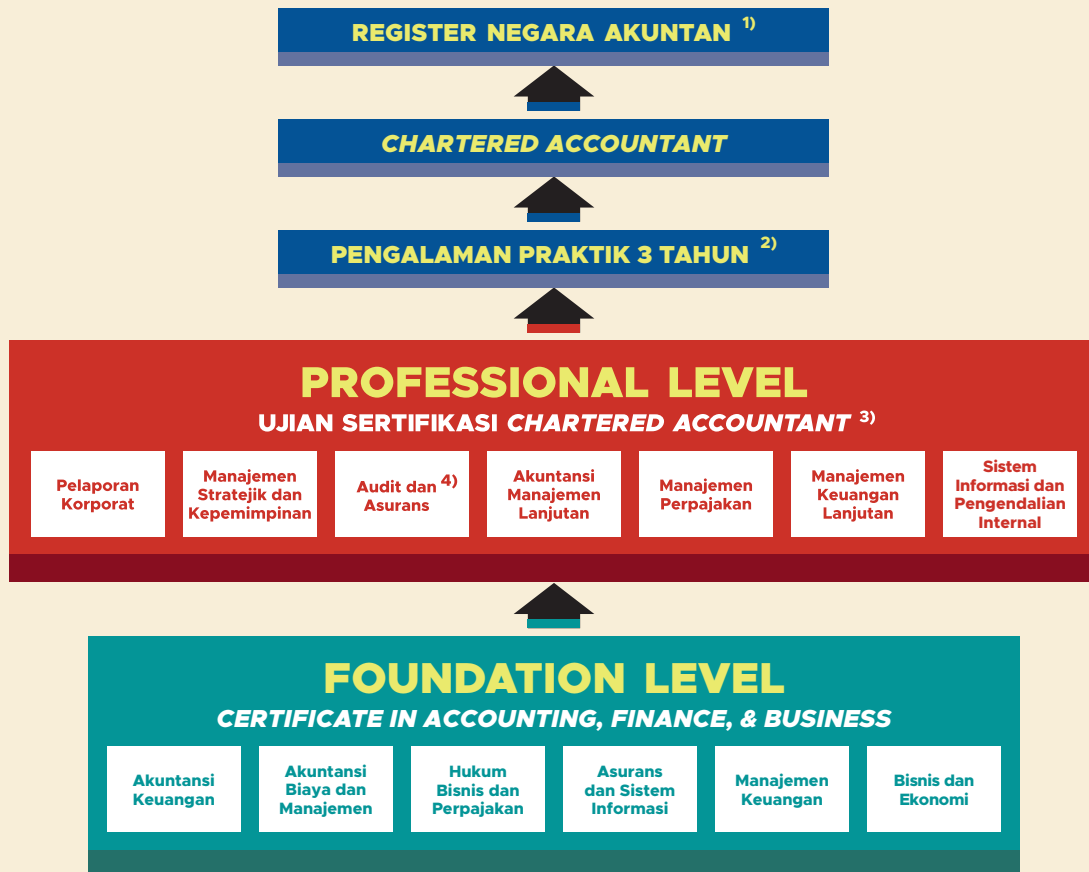 REGISTER NEGARA AKUNTAN 1)
CHARTERED ACCOUNTANT
PENGALAMAN PRAKTIK 3 TAHUN 2)
PROFESSIONAL LEVEL
UJIAN SERTIFIKASI CHARTERED ACCOUNTANT 3)
Pelaporan
Korporat
Manajemen
Stratejik dan
Kepemimpinan
Audit dan 4)
Asurans
Akuntansi
Manajemen
Lanjutan
Manajemen
Perpajakan
Manajemen
Keuangan
Lanjutan
Sistem
Informasi dan
Pengendalian
Internal
FOUNDATION LEVEL
CERTIFICATE IN ACCOUNTING, FINANCE, & BUSINESS
Akuntansi
Keuangan
Akuntansi
Biaya dan
Manajemen
Hukum
Bisnis dan
Perpajakan
Asurans
dan Sistem
Informasi
Manajemen
Keuangan
Bisnis dan
Ekonomi